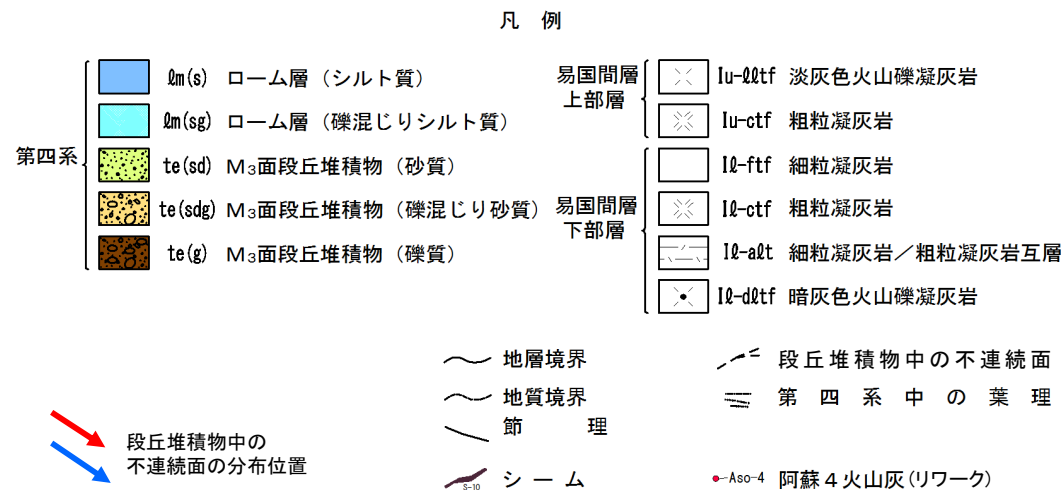 凡 例
第四系
ℓm(s) ローム層（シルト質）
ℓm(sg) ローム層（礫混じりシルト質）
te(sd) M₃面段丘堆積物（砂質）
te(sdg) M₃面段丘堆積物（礫混じり砂質）
te(g) M₃面段丘堆積物（礫質）
易国間層
上部層
Iu-ℓℓtf 淡灰色火山礫凝灰岩
Iu-ctf 粗粒凝灰岩
易国間層
下部層
Iℓ-ftf 細粒凝灰岩
Iℓ-ctf 粗粒凝灰岩
Iℓ-aℓt 細粒凝灰岩／粗粒凝灰岩互層
Iℓ-dℓtf 暗灰色火山礫凝灰岩
地層境界
地質境界
節 理
S-10 シーム
段丘堆積物中の不連続面
第四系中の葉理
Aso-4 阿蘇４火山灰(リワーク)
段丘堆積物中の
不連続面の分布位置